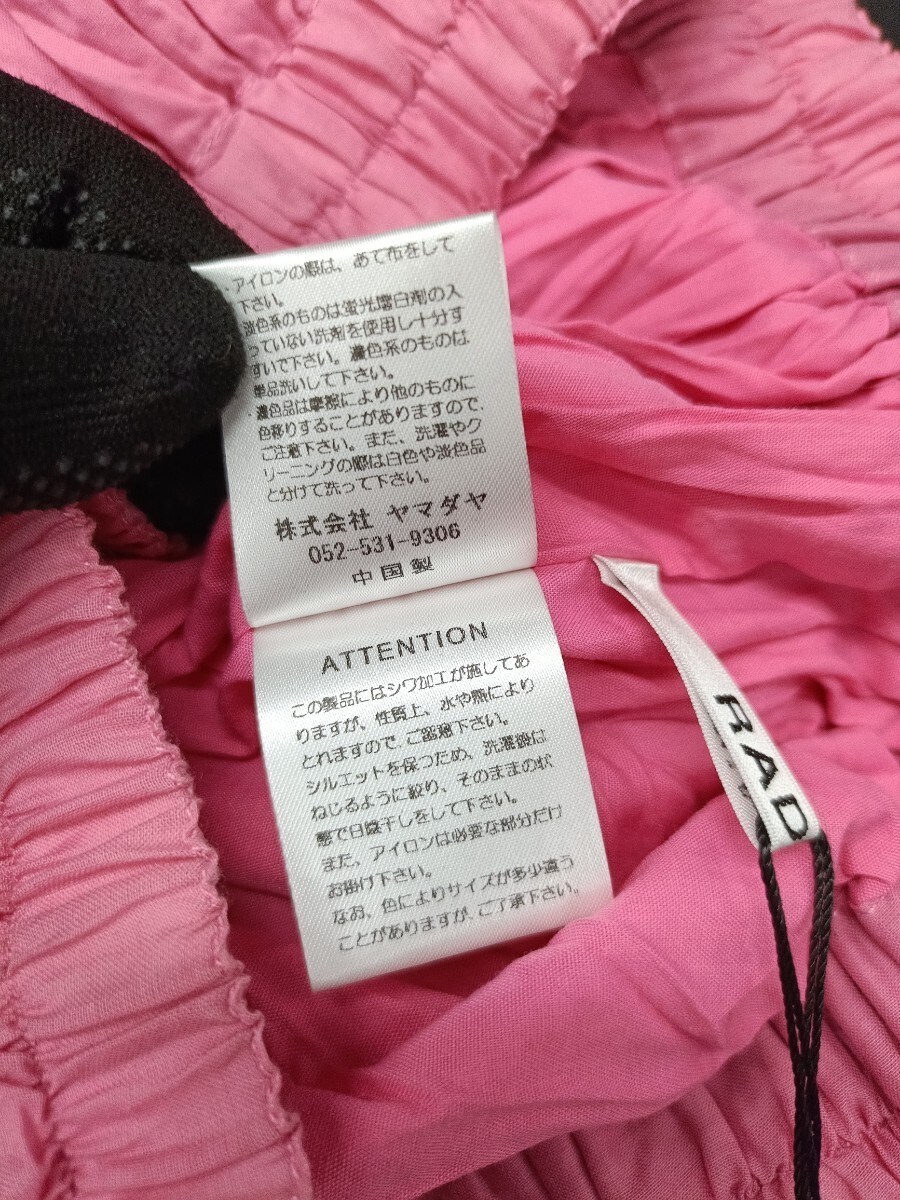 ・アイロンの際は、あて布をして
下さい。
淡色系のものは蛍光増白剤の入
っていない洗剤を使用し十分す
すいで下さい。濃色系のものは
単品洗いして下さい。
・濃色品は摩擦により他のものに
色移りすることがありますので、
ご注意下さい。また、洗濯やク
リーニングの際は白色や淡色品
と分けて洗って下さい。
株式会社 ヤマダヤ
052-531-9306
中国製
ATTENTION
この製品にはシワ加工が施してあ
りますが、性質上、水や熱により
とれますので、ご留意下さい。
シルエットを保つため、洗濯後は
ねじるように絞り、そのままの状
態で日陰干しをして下さい。
また、アイロンは必要な部分だけ
お掛け下さい。
なお、色によりサイズが多少違う
ことがありますが、ご了承下さい。
RAD